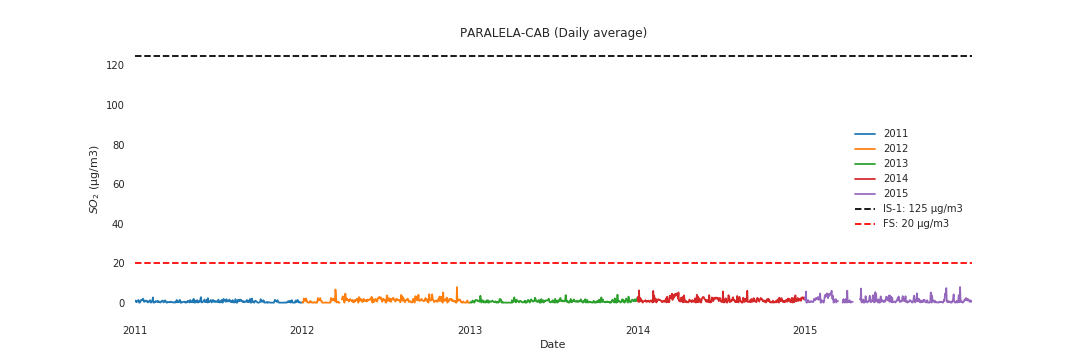 PARALELA-CAB (Daily average)
SO2 (µg/m3)
120
100
80
60
40
20
0
2011
2012
2013
2014
2015
IS-1: 125 µg/m3
FS: 20 µg/m3
2011 2012 2013 2014 2015
Date